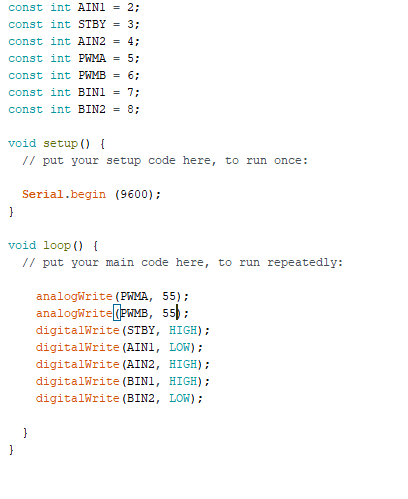 const int AIN1 = 2;
const int STBY = 3;
const int AIN2 = 4;
const int PWMA = 5;
const int PWMB = 6;
const int BIN1 = 7;
const int BIN2 = 8;
void setup() {
// put your setup code here, to run once:
Serial.begin (9600);
}
void loop() {
// put your main code here, to run repeatedly:
analogWrite(PWMA, 55);
analogWrite(PWMB, 55);
digitalWrite(STBY, HIGH);
digitalWrite(AIN1, LOW);
digitalWrite(AIN2, HIGH);
digitalWrite(BIN1, HIGH);
digitalWrite(BIN2, LOW);
}
}